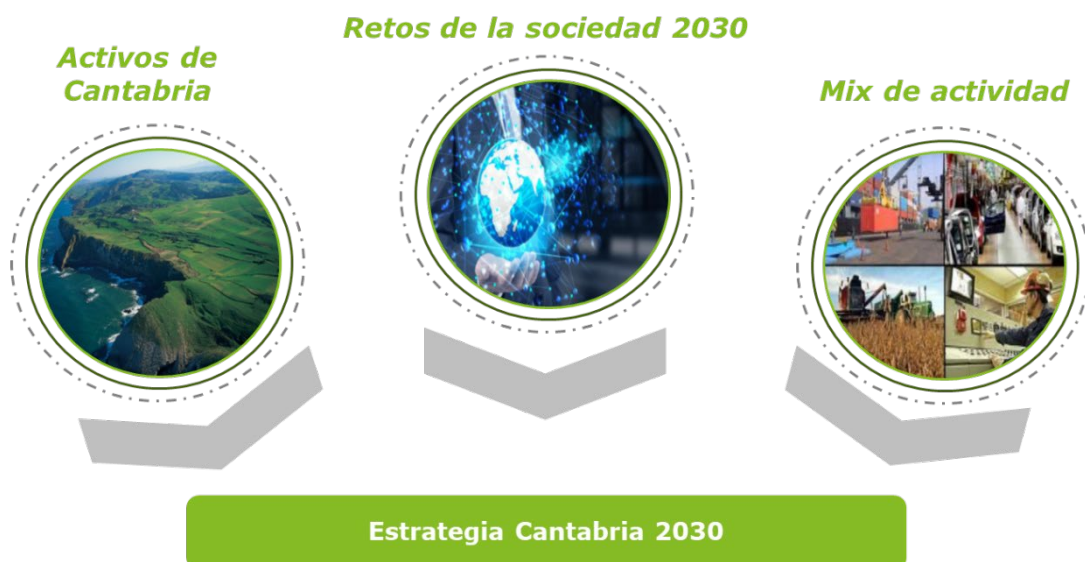 Retos de la sociedad 2030
Activos de
Cantabria
Mix de actividad
Estrategia Cantabria 2030